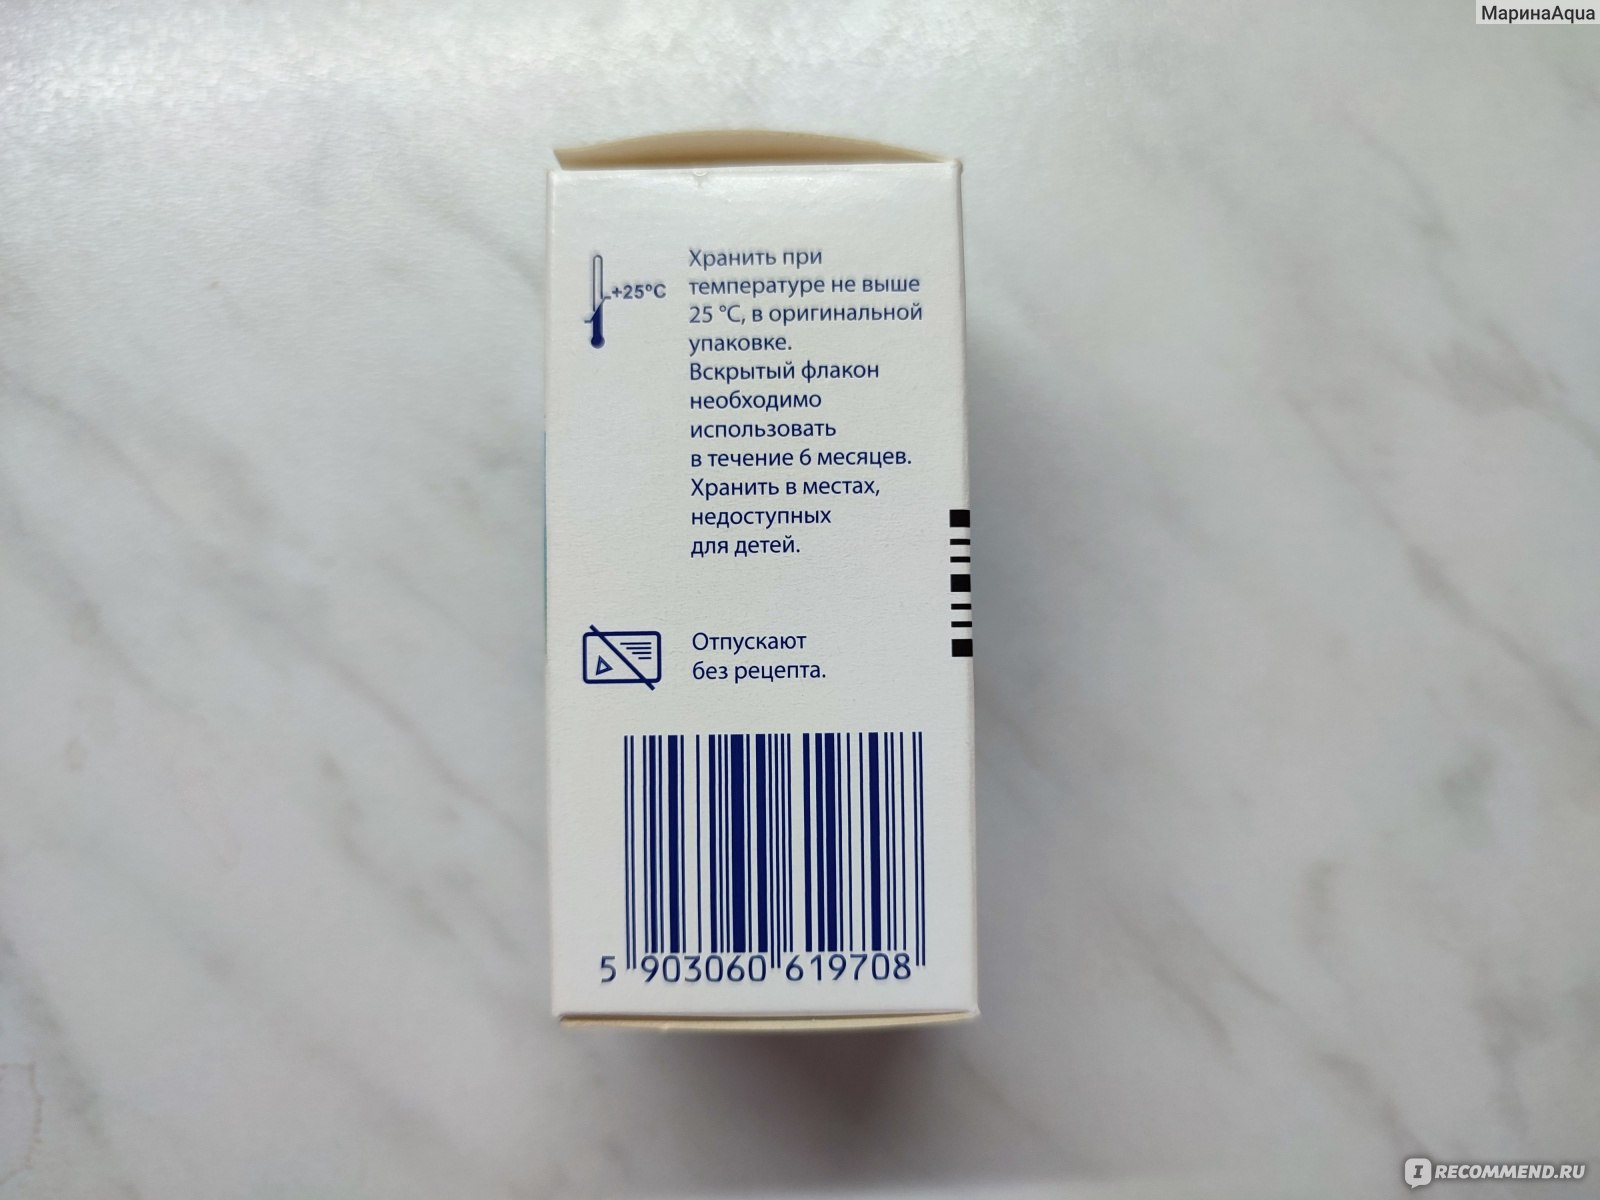 МаринаAqua
+25°C
Хранить при
температуре не выше
25 °C, в оригинальной
упаковке.
Вскрытый флакон
необходимо
использовать
в течение 6 месяцев.
Хранить в местах,
недоступных
для детей.
Отпускают
без рецепта.
5 903060 619708
IRECOMMEND.RU